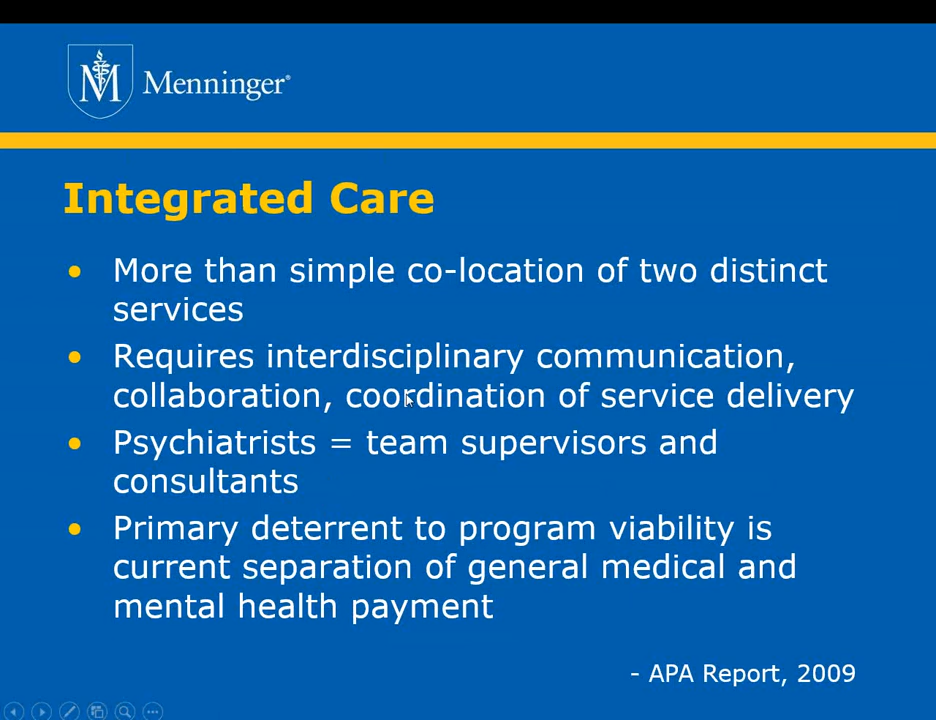 Menninger®
Integrated Care
• More than simple co-location of two distinct
services
• Requires interdisciplinary communication,
collaboration, coordination of service delivery
• Psychiatrists = team supervisors and
consultants
• Primary deterrent to program viability is
current separation of general medical and
mental health payment
- APA Report, 2009